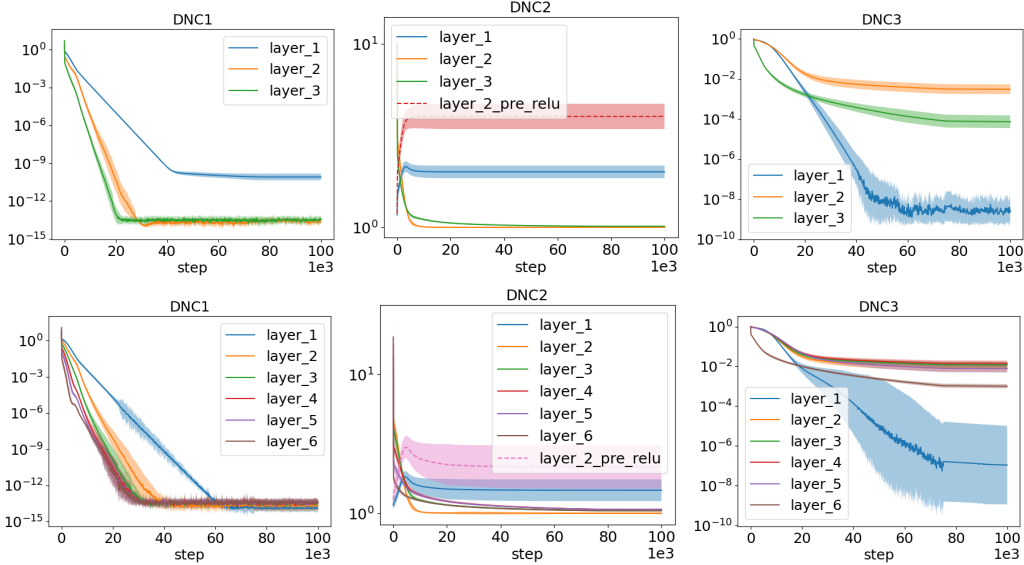 DNC1
10^0
10^-3
10^-6
10^-9
10^-12
10^-15
layer_1
layer_2
layer_3
0 20 40 60 80 100
step
1e3
DNC2
10^1
10^0
layer_1
layer_2
layer_3
layer_2_pre_relu
0 20 40 60 80 100
step
1e3
DNC3
10^0
10^-2
10^-4
10^-6
10^-8
10^-10
layer_1
layer_2
layer_3
0 20 40 60 80 100
step
1e3
DNC1
10^0
10^-3
10^-6
10^-9
10^-12
10^-15
layer_1
layer_2
layer_3
layer_4
layer_5
layer_6
0 20 40 60 80 100
step
1e3
DNC2
10^1
10^0
layer_1
layer_2
layer_3
layer_4
layer_5
layer_6
layer_2_pre_relu
0 20 40 60 80 100
step
1e3
DNC3
10^0
10^-2
10^-4
10^-6
10^-8
10^-10
layer_1
layer_2
layer_3
layer_4
layer_5
layer_6
0 20 40 60 80 100
step
1e3